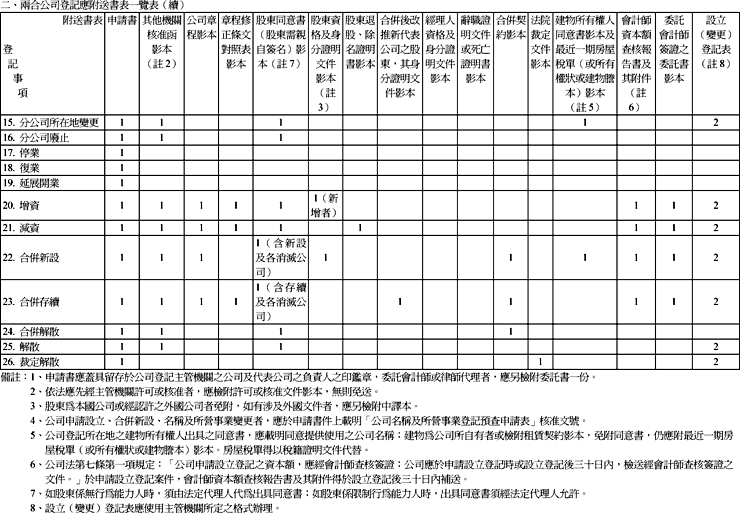 二、兩合公司登記應附送書表一覽表（續）
附送書表
登記事項
申請書
其他機關核准函影本（註 2）
公司章程影本
章程修正條文對照表影本
股東同意書（股東需親自簽名）影本（註 7）
股東資格及身分證明文件影本（註 3）
股東退股、除名證明書影本
合併後改推新代表公司之股東，其身分證明文件影本
經理人資格及身分證明文件影本
辭職證明文件或死亡證明書影本
合併契約影本
法院裁定文件影本
建物所有權人同意書影本及最近一期房屋稅單（或所有權狀或建物謄本）影本（註 5）
會計師資本額查核報告書及其附件（註 6）
委託會計師簽證之委託書影本
設立（變更）登記表（註 8）
15. 分公司所在地變更 1 1 1 1 2
16. 分公司廢止 1 1 1
17. 停業 1
18. 復業 1
19. 延展開業 1
20. 增資 1 1 1 1 1 1（新增者） 1 1 2
21. 減資 1 1 1 1 1 1 1 1 2
22. 合併新設 1 1 1 1（含新設及各消滅公司） 1 1 1 1 1 2
23. 合併存續 1 1 1 1 1（含存續及各消滅公司） 1 1 1 1 2
24. 合併解散 1 1 1 1
25. 解散 1 1 1 2
26. 裁定解散 1 1 2
備註：1、申請書應蓋具留存於公司登記主管機關之公司及代表公司之負責人之印鑑章，委託會計師或律師代理者，應另檢附委託書一份。
2、依法應先經主管機關許可或核准者，應檢附許可或核准文件影本，無則免送。
3、股東為本國公司或經認許之外國公司者免附，如有涉及外國文件者，應另檢附中譯本。
4、公司申請設立、合併新設、名稱及所營事業變更者，應於申請書件上載明「公司名稱及所營事業登記預查申請表」核准文號。
5、公司登記所在地之建物所有權人出具之同意書，應載明同意提供使用之公司名稱；建物為公司所自有者或檢附租賃契約影本，免附同意書，仍應附最近一期房
屋稅單（或所有權狀或建物謄本）影本。房屋稅單得以稅籍證明文件代替。
6、公司法第七條第一項規定：「公司申請設立登記之資本額，應經會計師查核簽證；公司應於申請設立登記時或設立登記後三十日內，檢送經會計師查核簽證之
文件。」於申請設立登記案件，會計師資本額查核報告書及其附件得於設立登記後三十日內補送。
7、如股東係無行為能力人時，須由法定代理人代為出具同意書；如股東係限制行為能力人時，出具同意書須經法定代理人允許。
8、設立（變更）登記表應使用主管機關所定之格式辦理。